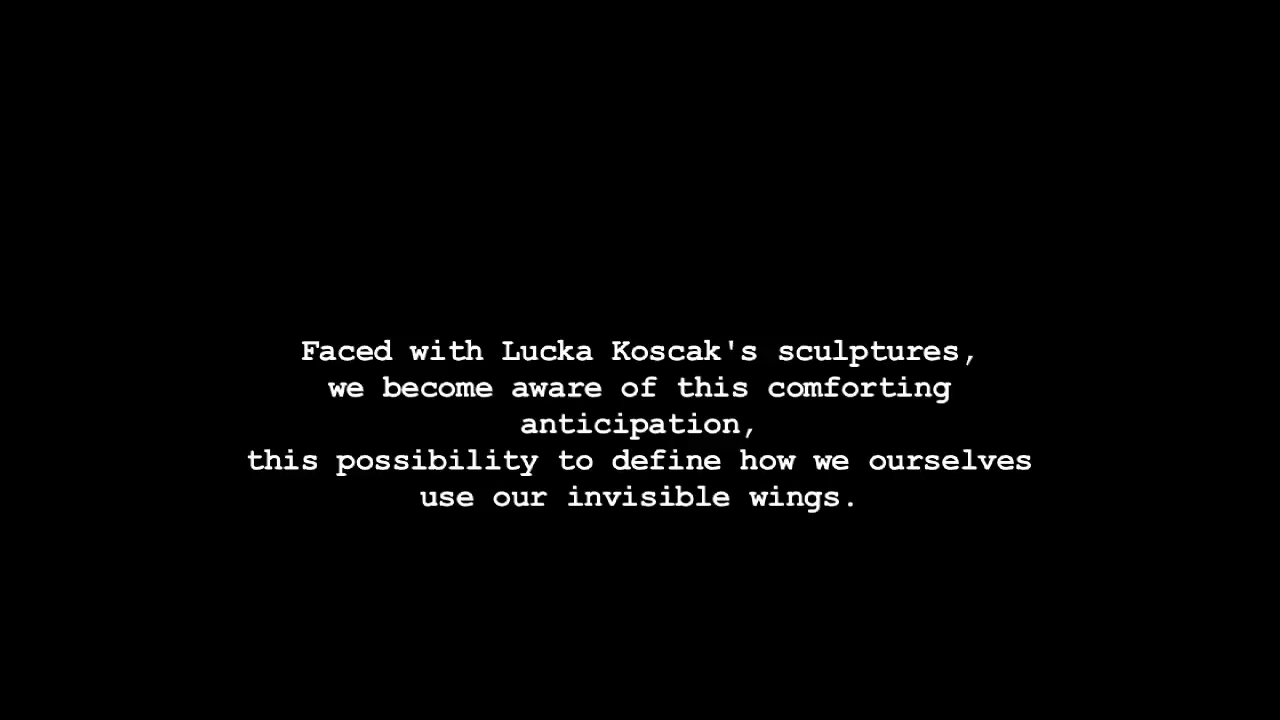 Faced with Lucka Koscak's sculptures,
we become aware of this comforting
anticipation,
this possibility to define how we ourselves
use our invisible wings.